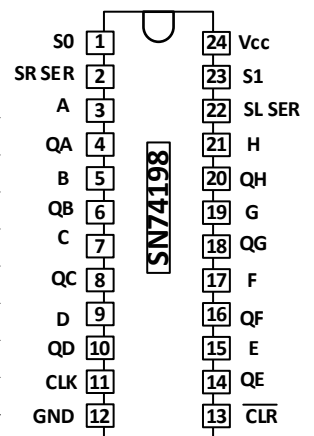 S0 1 24 Vcc
SR SER 2 23 S1
A 3 22 SL SER
QA 4 21 H
B 5 20 QH
QB 6 19 G
C 7 18 QG
QC 8 17 F
D 9 16 QF
QD 10 15 E
CLK 11 14 QE
GND 12 13 CLR
SN74198